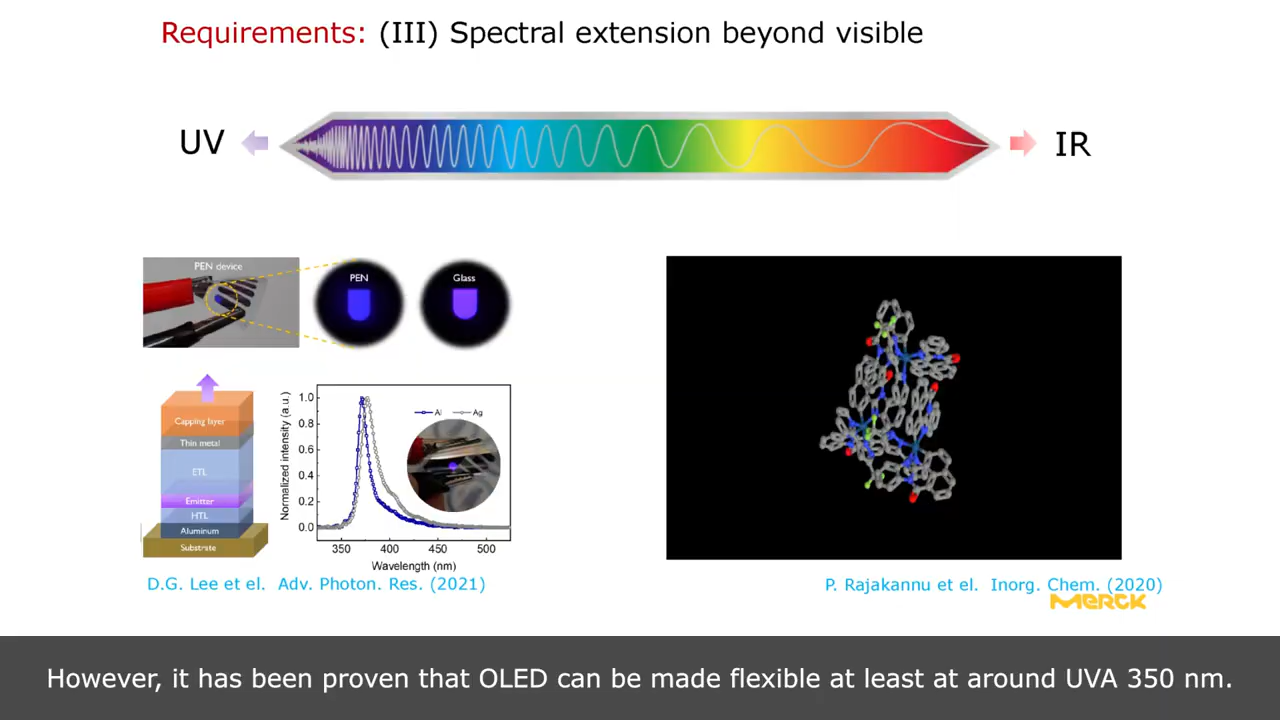 Requirements: (III) Spectral extension beyond visible
UV
IR
PEN device
PEN
Glass
Capping layer
Thin metal
ETL
Emitter
HTL
Aluminum
Substrate
Normalized intensity (a.u.)
1.0
0.8
0.6
0.4
0.2
0.0
Al
Ag
350
400
450
500
Wavelength (nm)
D.G. Lee et el. Adv. Photon. Res. (2021)
P. Rajakannu et el. Inorg. Chem. (2020)
MERCK
However, it has been proven that OLED can be made flexible at least at around UVA 350 nm.